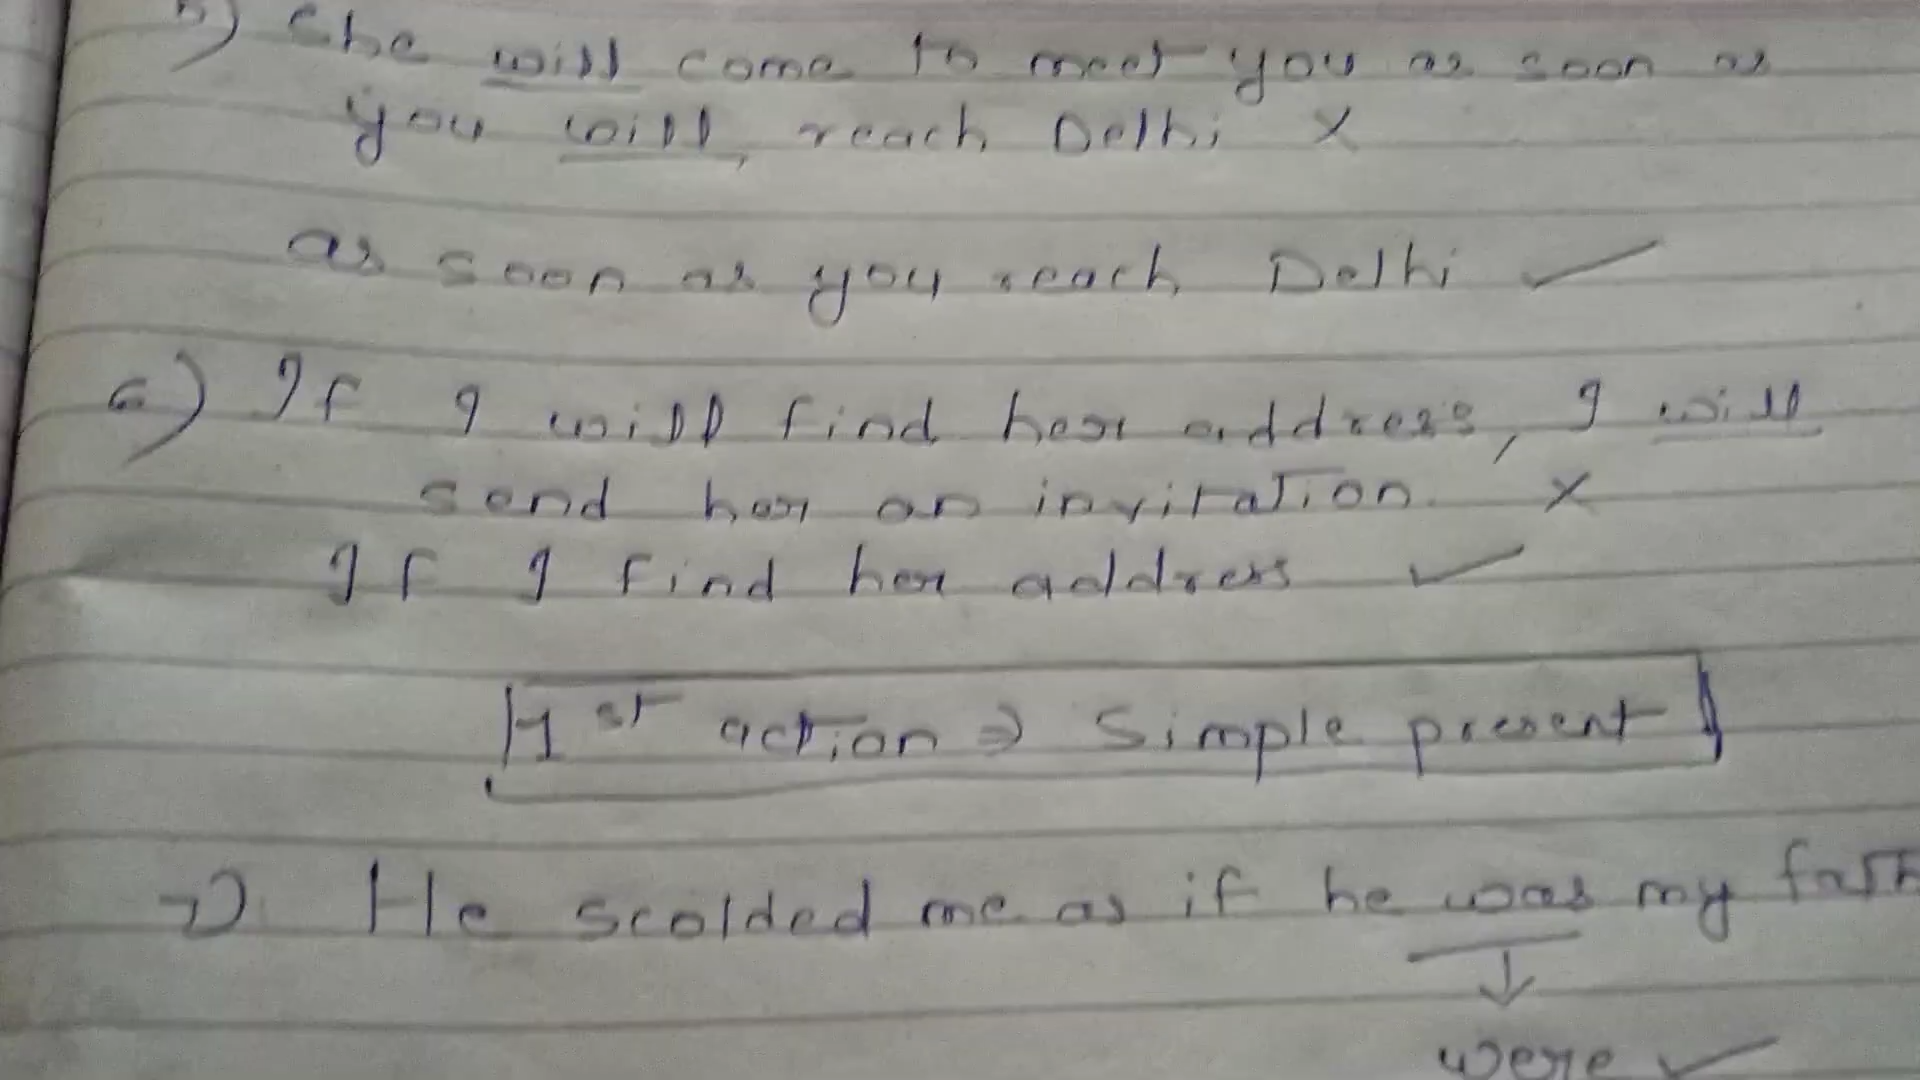 5) She will come to meet you as soon as
you will, reach Delhi ×
as soon as you reach Delhi ✓
6) If I will find her address, I will
send her an invitation. ×
If I find her address ✓
1st action ⇒ Simple present
7) He scolded me as if he was my fath
↓
were ✓